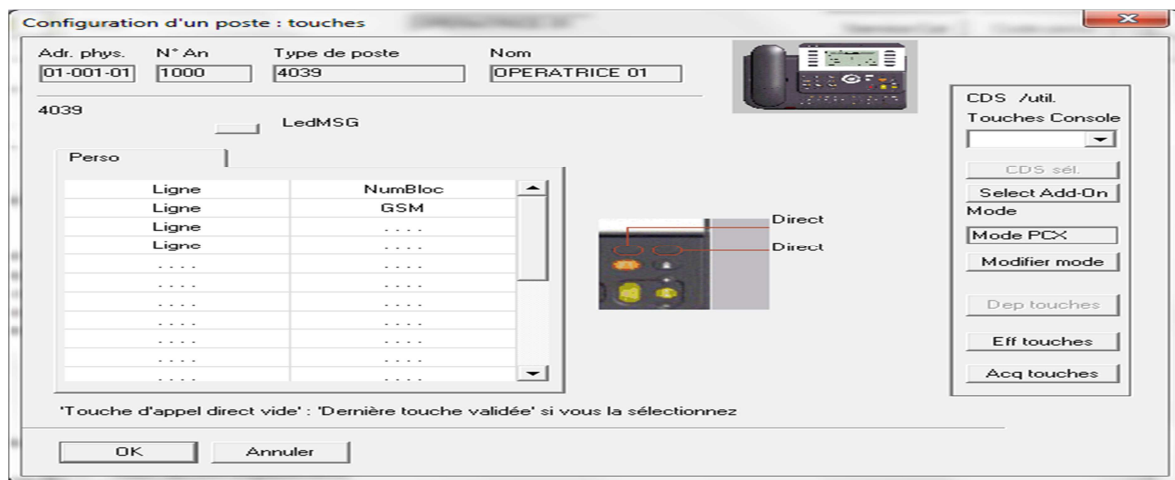 Configuration d'un poste : touches
Adr. phys. N° An Type de poste Nom
01-001-01 1000 4039 OPERATRICE 01
4039
LedMSG
Perso
Ligne NumBloc
Ligne GSM
Ligne . . . .
Ligne . . . .
. . . . . . . .
. . . . . . . .
. . . . . . . .
. . . . . . . .
. . . . . . . .
. . . . . . . .
. . . . . . . .
Direct
Direct
CDS /util.
Touches Console
CDS sél.
Select Add-On
Mode
Mode PCX
Modifier mode
Dep touches
Eff touches
Acq touches
'Touche d'appel direct vide' : 'Dernière touche validée' si vous la sélectionnez
OK Annuler